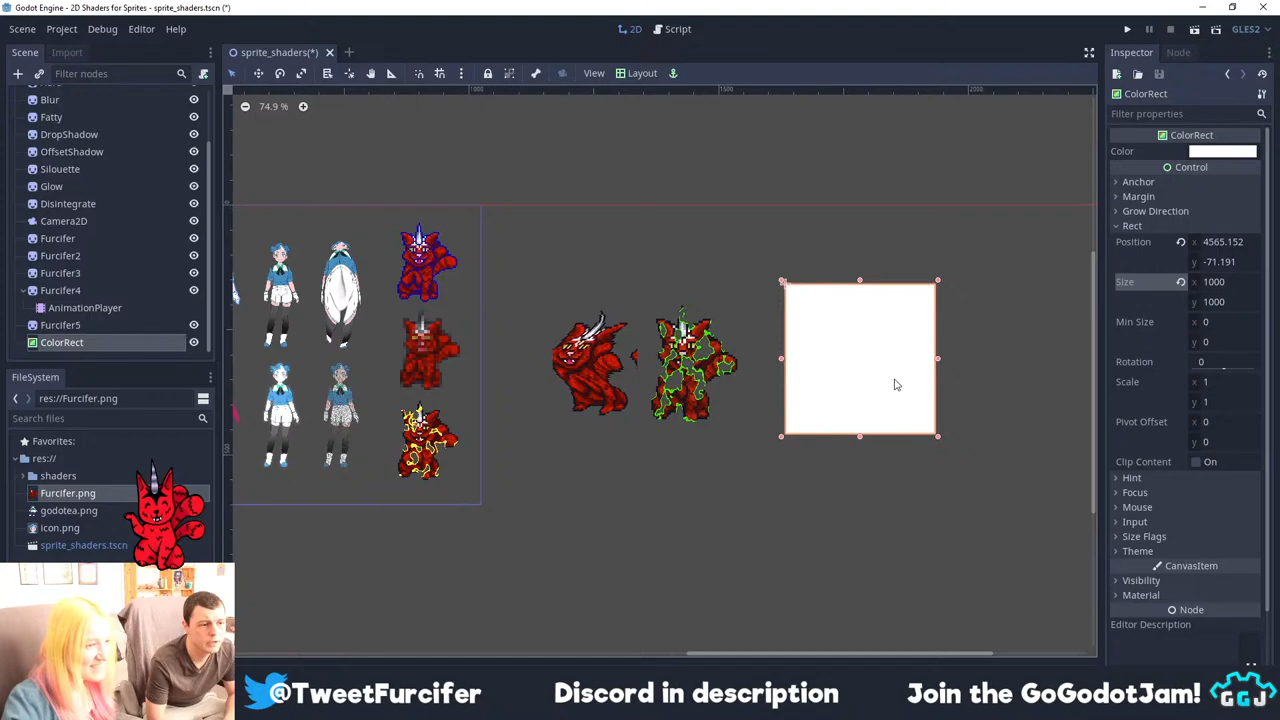 Godot Engine - 2D Shaders for Sprites - sprite_shaders.tscn (*)
Scene Project Debug Editor Help
2D Script
GLES2
Scene Import
sprite_shaders(*)
Inspector Node
Filter nodes
View Layout
74.9 %
1000
1500
2000
0
500
Blur
Fatty
DropShadow
OffsetShadow
Silouette
Glow
Disintegrate
Camera2D
Furcifer
Furcifer2
Furcifer3
Furcifer4
AnimationPlayer
Furcifer5
ColorRect
FileSystem
res://Furcifer.png
Search files
Favorites:
res://
shaders
Furcifer.png
godotea.png
icon.png
sprite_shaders.tscn
ColorRect
Filter properties
ColorRect
Color
Control
Anchor
Margin
Grow Direction
Rect
Position x 4565.152
y -71.191
Size x 1000
y 1000
Min Size x 0
y 0
Rotation 0
Scale x 1
y 1
Pivot Offset x 0
y 0
Clip Content On
Hint
Focus
Mouse
Input
Size Flags
Theme
CanvasItem
Visibility
Material
Node
Editor Description
@TweetFurcifer Discord in description Join the GoGodotJam!
GGJ